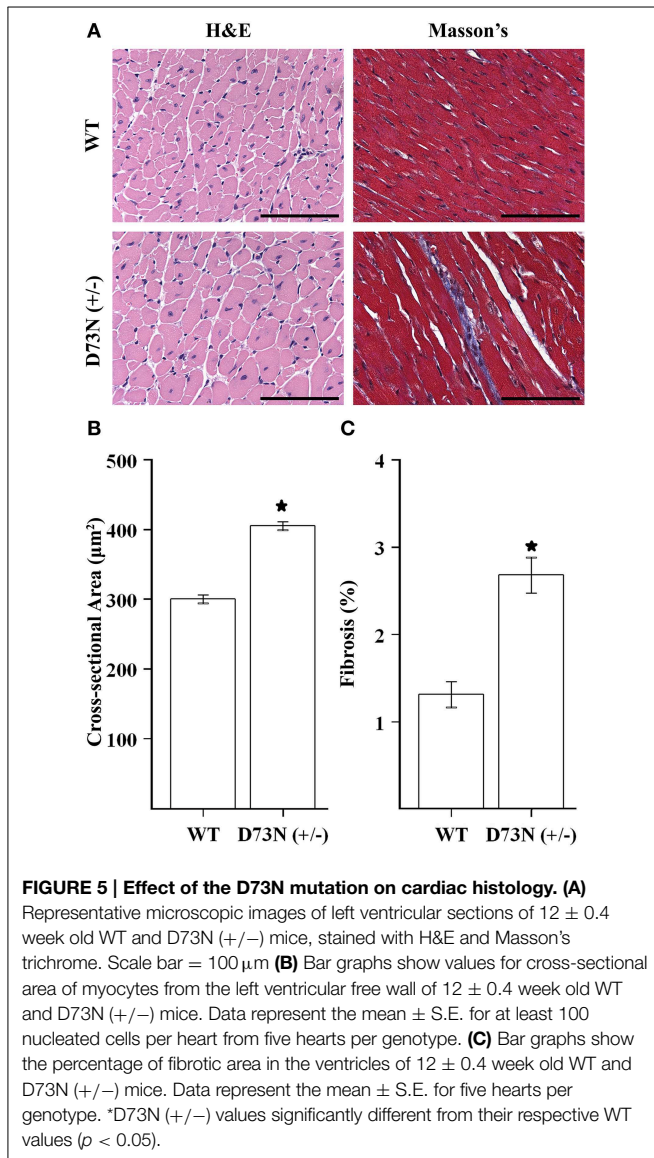 A
H&E
Masson's
WT
D73N (+/-)
B
C
500
400
300
200
100
Cross-sectional Area (µm²)
★
WT
D73N (+/-)
4
3
2
1
Fibrosis (%)
★
WT
D73N (+/-)
FIGURE 5 | Effect of the D73N mutation on cardiac histology. (A)
Representative microscopic images of left ventricular sections of 12 ± 0.4
week old WT and D73N (+/−) mice, stained with H&E and Masson's
trichrome. Scale bar = 100 µm (B) Bar graphs show values for cross-sectional
area of myocytes from the left ventricular free wall of 12 ± 0.4 week old WT
and D73N (+/−) mice. Data represent the mean ± S.E. for at least 100
nucleated cells per heart from five hearts per genotype. (C) Bar graphs show
the percentage of fibrotic area in the ventricles of 12 ± 0.4 week old WT and
D73N (+/−) mice. Data represent the mean ± S.E. for five hearts per
genotype. *D73N (+/−) values significantly different from their respective WT
values (p < 0.05).